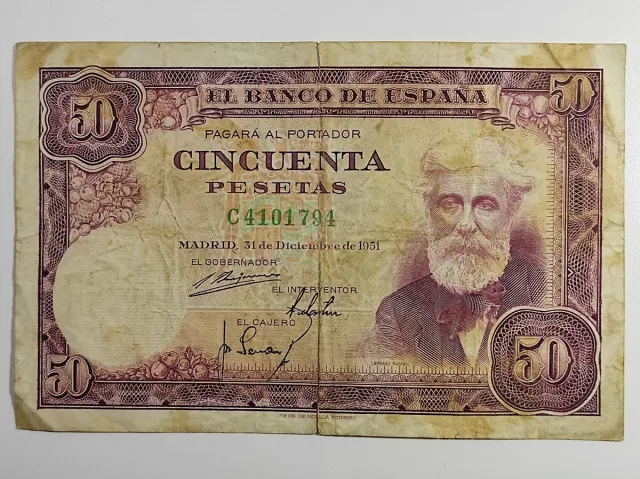 50
50
EL BANCO DE ESPAÑA
PAGARÁ AL PORTADOR
CINCUENTA
PESETAS
C4101794
MADRID, 31 de Diciembre de 1951
EL GOBERNADOR
EL INTERVENTOR
EL CAJERO
50
50